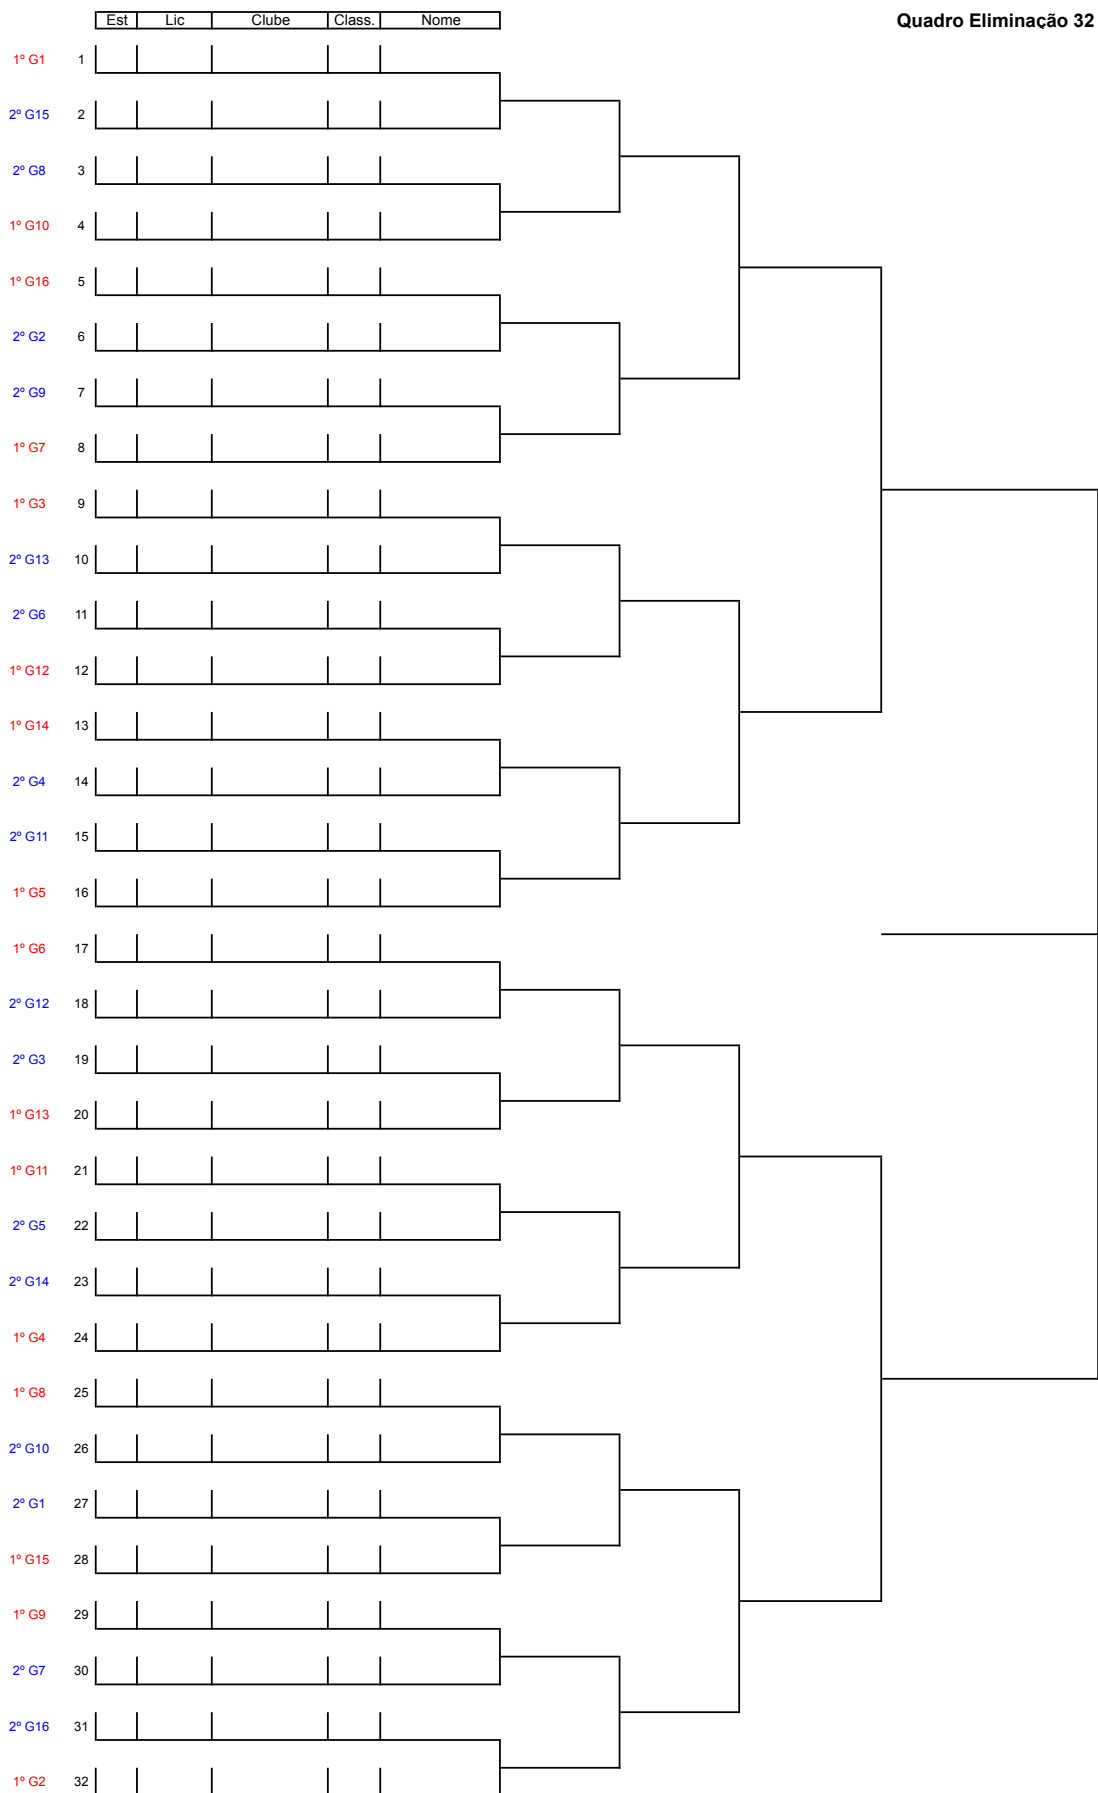 Est Lic Clube Class. Nome Quadro Eliminação 32
1º G1 1
2º G15 2
2º G8 3
1º G10 4
1º G16 5
2º G2 6
2º G9 7
1º G7 8
1º G3 9
2º G13 10
2º G6 11
1º G12 12
1º G14 13
2º G4 14
2º G11 15
1º G5 16
1º G6 17
2º G12 18
2º G3 19
1º G13 20
1º G11 21
2º G5 22
2º G14 23
1º G4 24
1º G8 25
2º G10 26
2º G1 27
1º G15 28
1º G9 29
2º G7 30
2º G16 31
1º G2 32